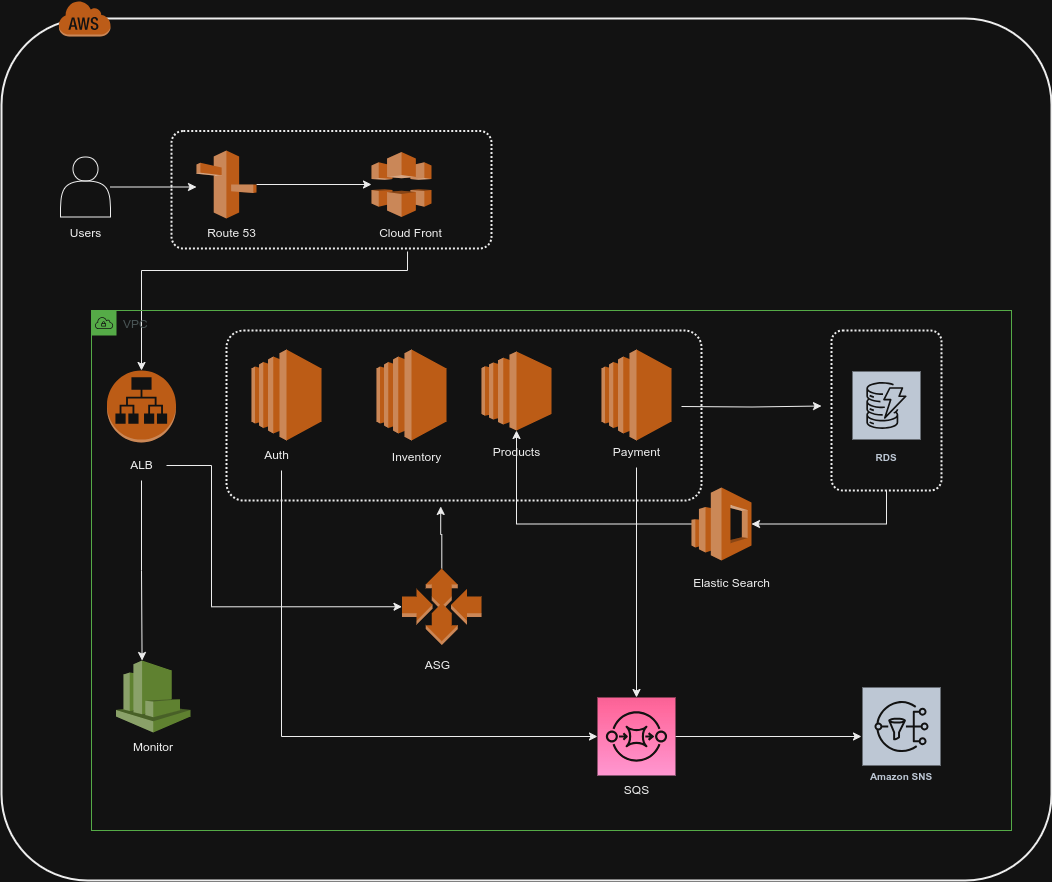 AWS
Users
Route 53
Cloud Front
VPC
Auth
Inventory
Products
Payment
RDS
ALB
Elastic Search
ASG
Monitor
SQS
Amazon SNS